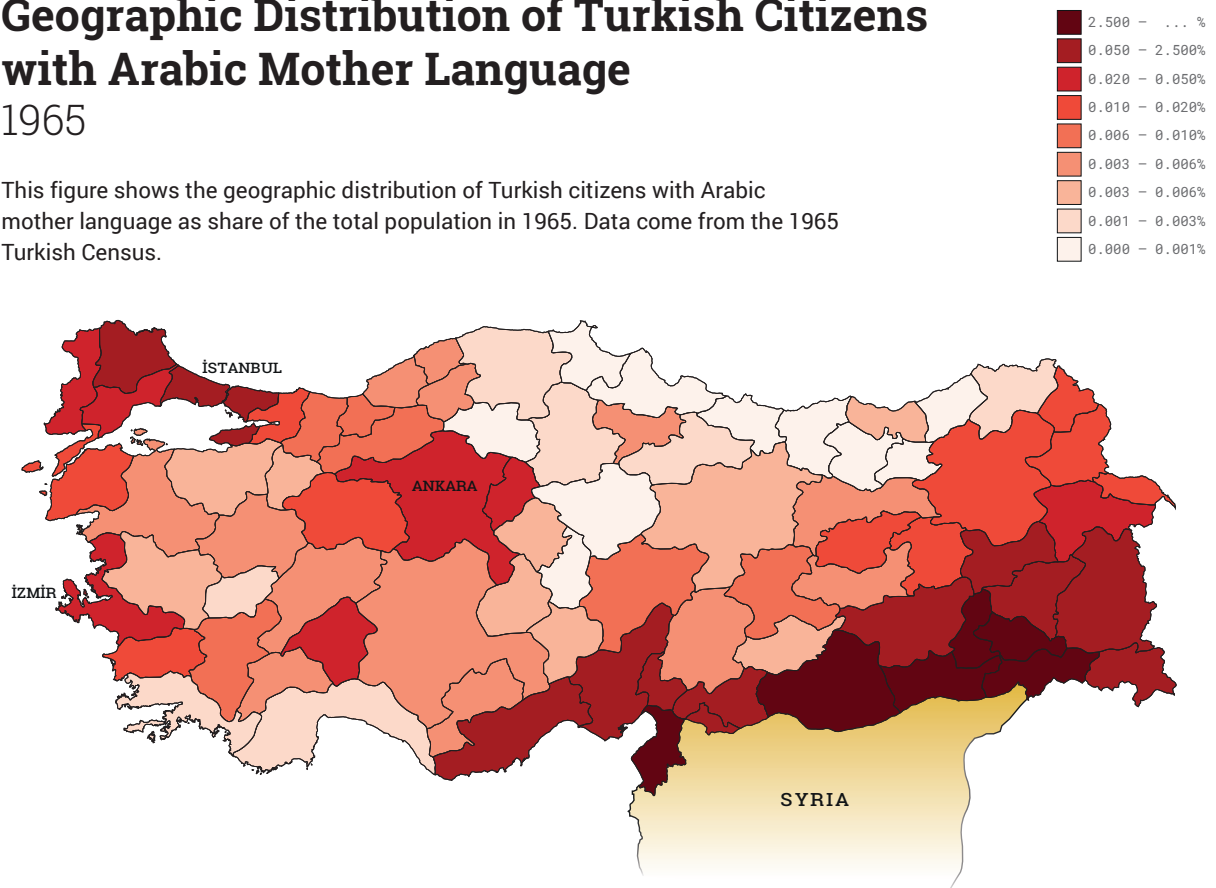 Geographic Distribution of Turkish Citizens
with Arabic Mother Language
1965
This figure shows the geographic distribution of Turkish citizens with Arabic
mother language as share of the total population in 1965. Data come from the 1965
Turkish Census.
2.500 – ... %
0.050 – 2.500%
0.020 – 0.050%
0.010 – 0.020%
0.006 – 0.010%
0.003 – 0.006%
0.003 – 0.006%
0.001 – 0.003%
0.000 – 0.001%
İSTANBUL
ANKARA
İZMİR
SYRIA